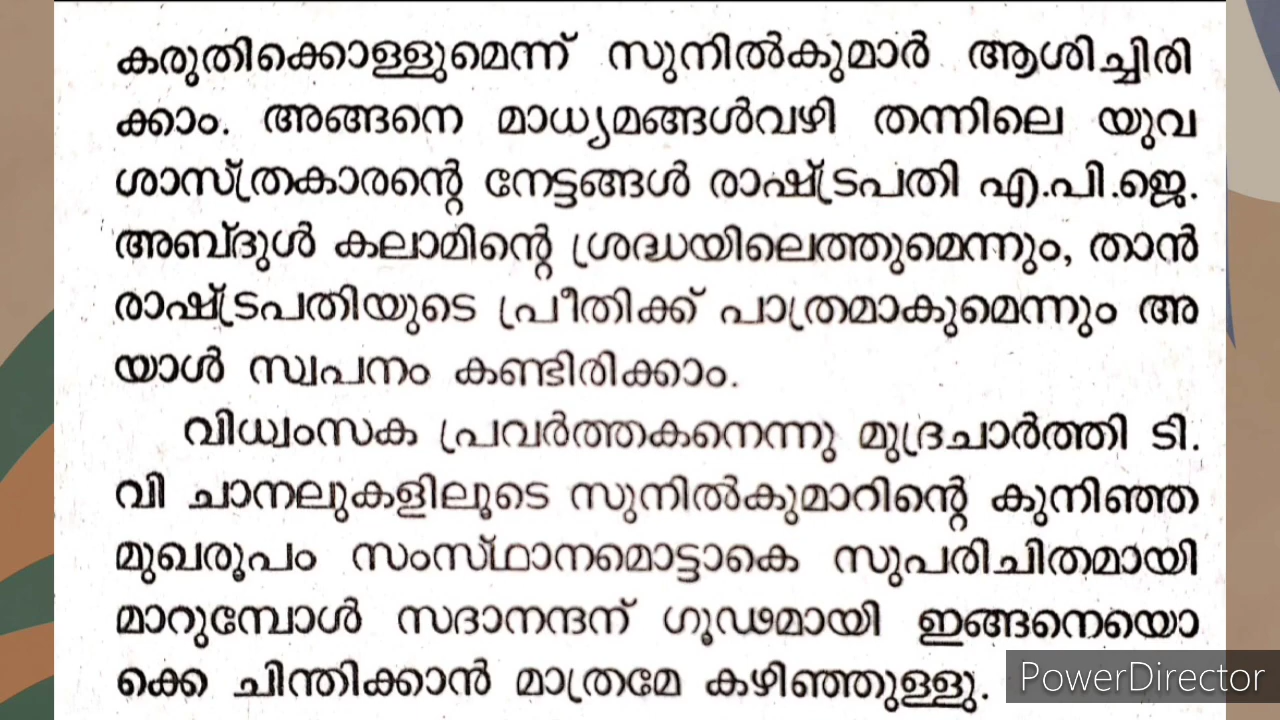 കരുതിക്കൊള്ളുമെന്ന് സുനിൽകുമാർ ആശിച്ചിരി
ക്കാം. അങ്ങനെ മാധ്യമങ്ങൾവഴി തന്നിലെ യുവ
ശാസ്ത്രകാരന്റെ നേട്ടങ്ങൾ രാഷ്ട്രപതി എ.പി.ജെ.
അബ്ദുൾ കലാമിന്റെ ശ്രദ്ധയിലെത്തുമെന്നും, താൻ
രാഷ്ട്രപതിയുടെ പ്രീതിക്ക് പാത്രമാകുമെന്നും അ
യാൾ സ്വപനം കണ്ടിരിക്കാം.
വിധ്വംസക പ്രവർത്തകനെന്നു മുദ്രചാർത്തി ടി.
വി ചാനലുകളിലൂടെ സുനിൽകുമാറിന്റെ കുനിഞ്ഞ
മുഖരൂപം സംസ്ഥാനമൊട്ടാകെ സുപരിചിതമായി
മാറുമ്പോൾ സദാനന്ദന് ഗൂഢമായി ഇങ്ങനെയൊ
ക്കെ ചിന്തിക്കാൻ മാത്രമേ കഴിഞ്ഞുള്ളു.
PowerDirector